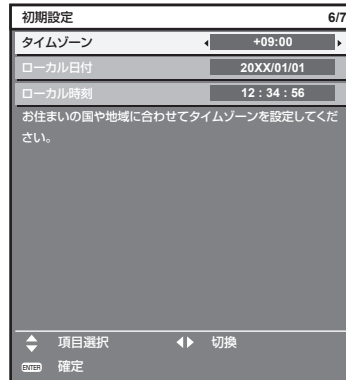 初期設定 6/7
タイムゾーン +09:00
ローカル日付 20XX/01/01
ローカル時刻 12 : 34 : 56
お住まいの国や地域に合わせてタイムゾーンを設定してくだ
さい。
項目選択 切換
ENTER 確定